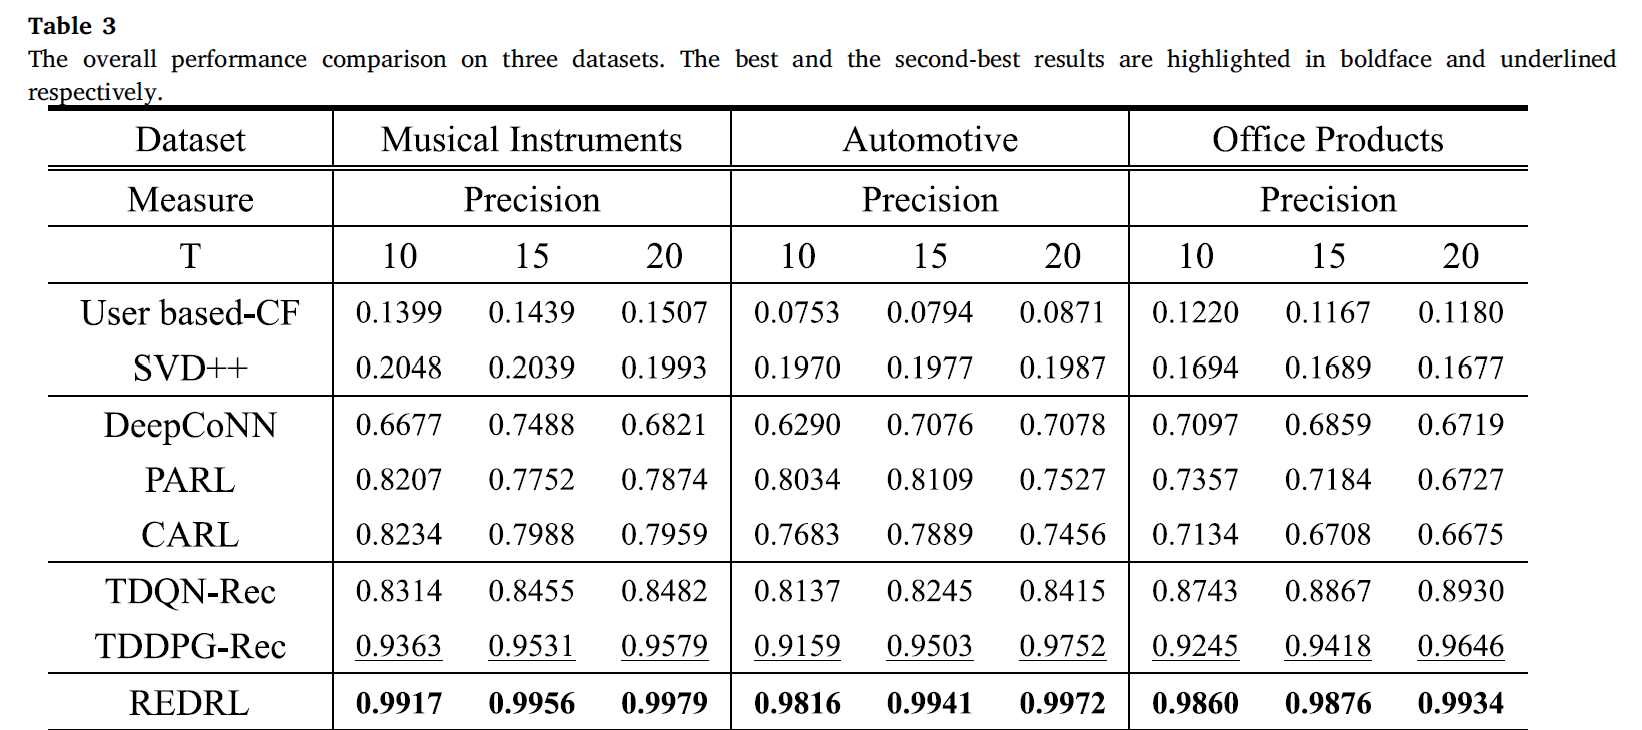 Table 3
The overall performance comparison on three datasets. The best and the second-best results are highlighted in boldface and underlined
respectively.
Dataset Musical Instruments Automotive Office Products
Measure Precision Precision Precision
T 10 15 20 10 15 20 10 15 20
User based-CF 0.1399 0.1439 0.1507 0.0753 0.0794 0.0871 0.1220 0.1167 0.1180
SVD++ 0.2048 0.2039 0.1993 0.1970 0.1977 0.1987 0.1694 0.1689 0.1677
DeepCoNN 0.6677 0.7488 0.6821 0.6290 0.7076 0.7078 0.7097 0.6859 0.6719
PARL 0.8207 0.7752 0.7874 0.8034 0.8109 0.7527 0.7357 0.7184 0.6727
CARL 0.8234 0.7988 0.7959 0.7683 0.7889 0.7456 0.7134 0.6708 0.6675
TDQN-Rec 0.8314 0.8455 0.8482 0.8137 0.8245 0.8415 0.8743 0.8867 0.8930
TDDPG-Rec 0.9363 0.9531 0.9579 0.9159 0.9503 0.9752 0.9245 0.9418 0.9646
REDRL 0.9917 0.9956 0.9979 0.9816 0.9941 0.9972 0.9860 0.9876 0.9934